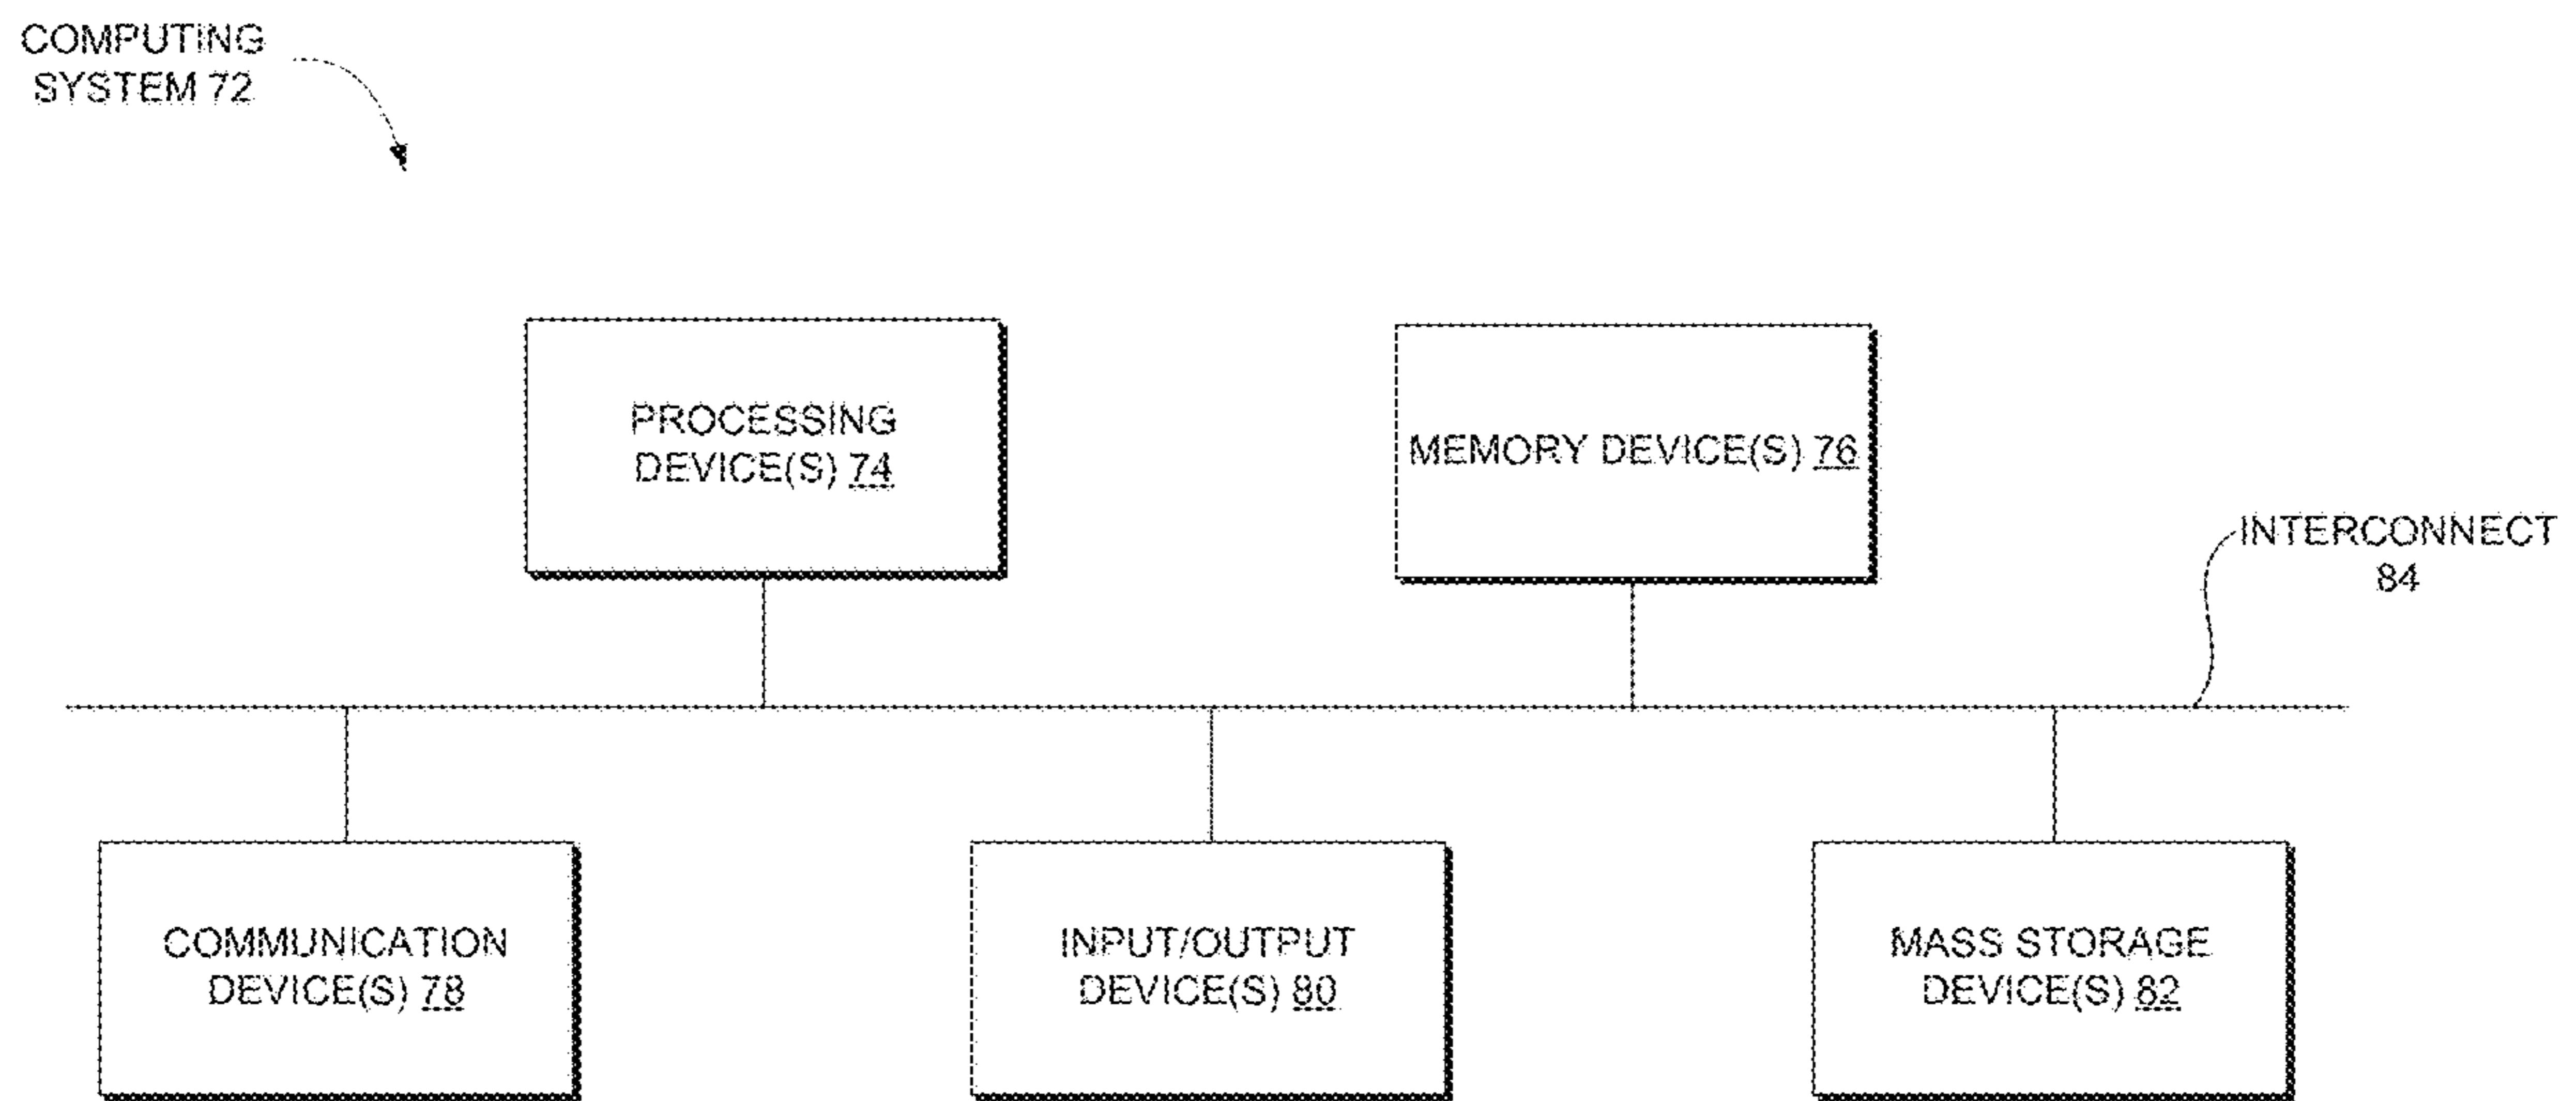 COMPUTING
SYSTEM 72
PROCESSING
DEVICE(S) 74
MEMORY DEVICE(S) 76
INTERCONNECT
84
COMMUNICATION
DEVICE(S) 78
INPUT/OUTPUT
DEVICE(S) 80
MASS STORAGE
DEVICE(S) 82